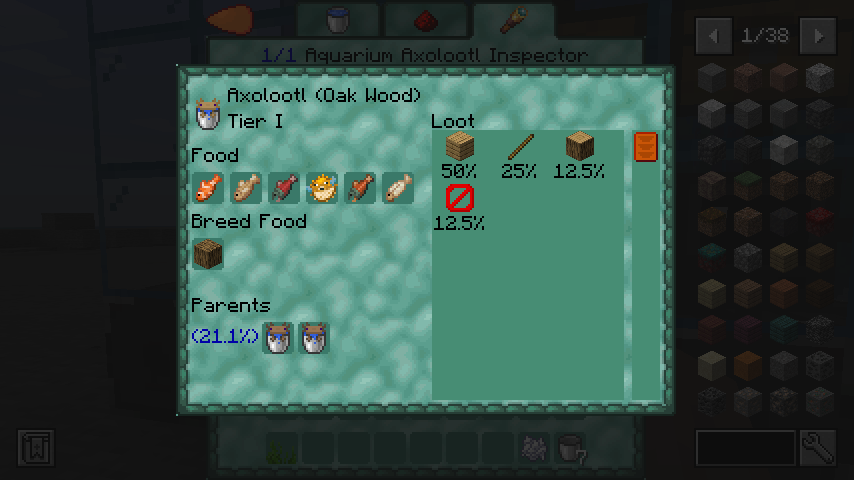 1/38
1/1 Aquarium Axolootl Inspector
Axolootl (Oak Wood)
Tier I
Food
Breed Food
Parents
(21.1%)
Loot
50% 25% 12.5%
12.5%
7